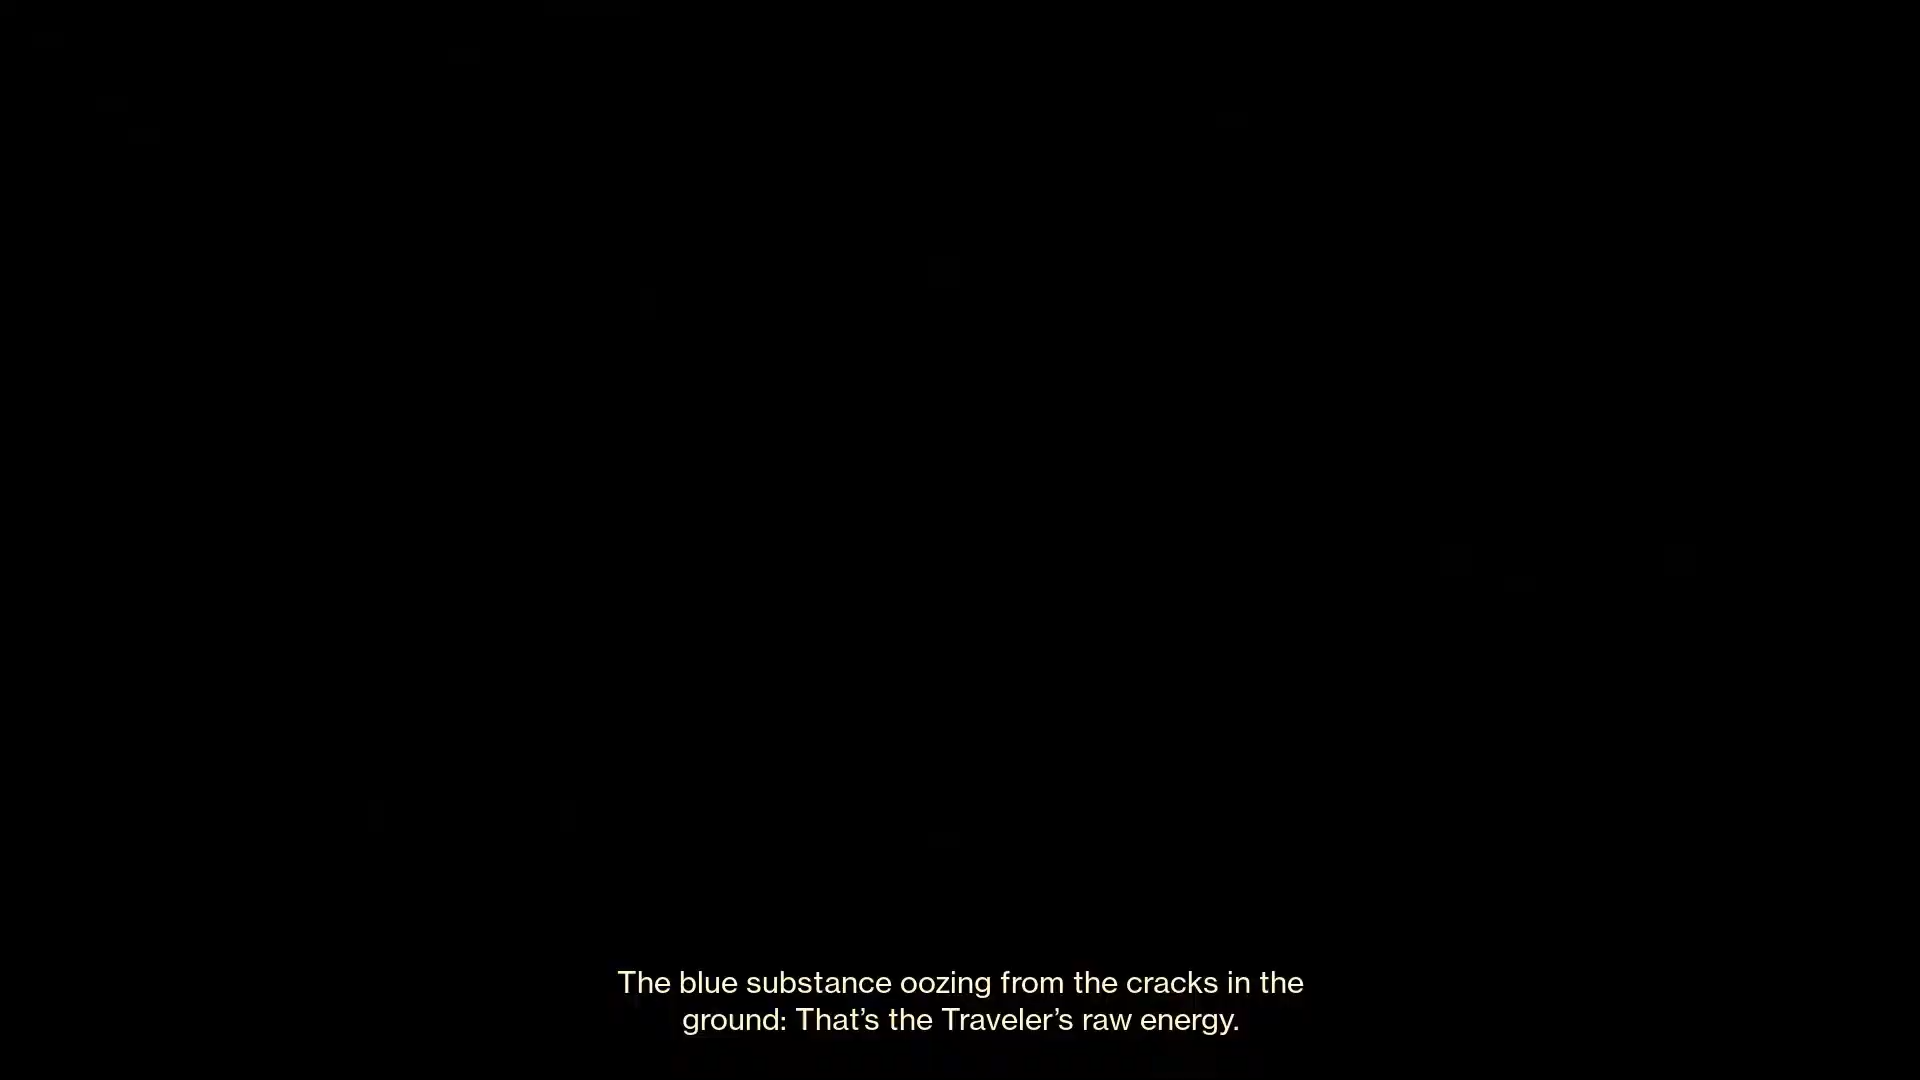 The blue substance oozing from the cracks in the
ground: That’s the Traveler’s raw energy.